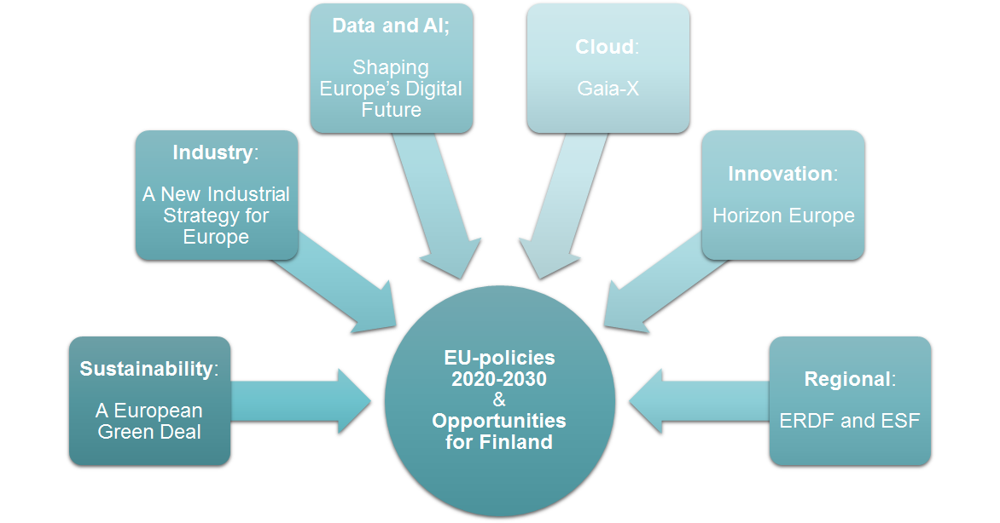 Data and AI;
Shaping
Europe’s Digital
Future
Cloud:
Gaia-X
Industry:
A New Industrial
Strategy for
Europe
Innovation:
Horizon Europe
Sustainability:
A European
Green Deal
EU-policies
2020-2030
&
Opportunities
for Finland
Regional:
ERDF and ESF